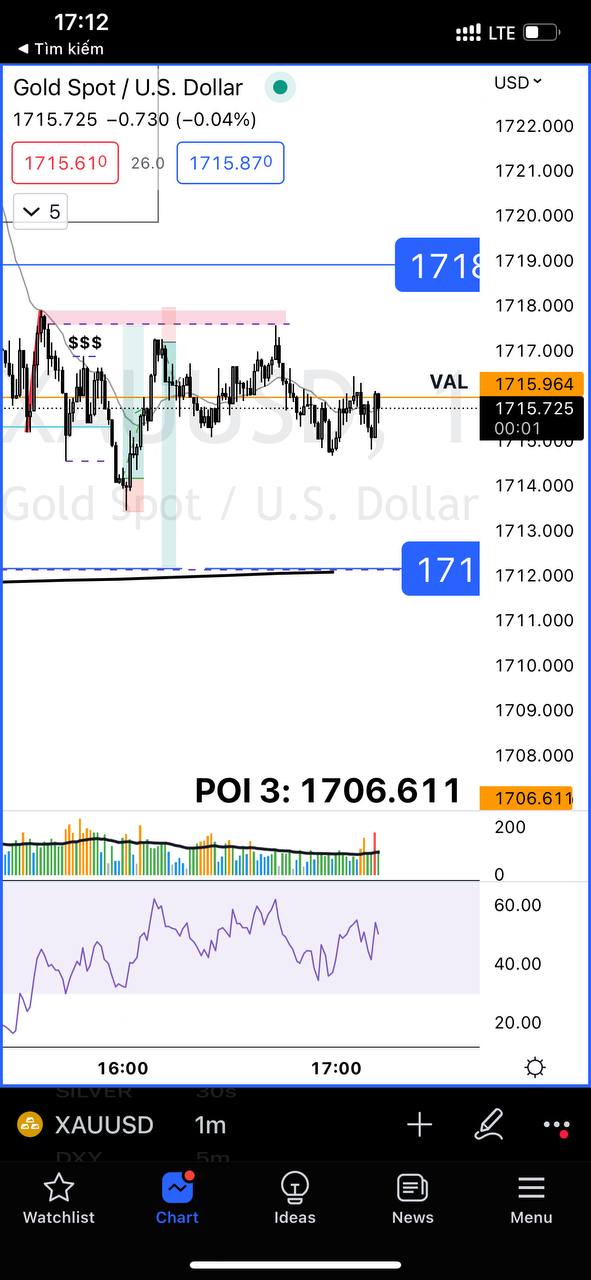 17:12
LTE
◀ Tìm kiếm
Gold Spot / U.S. Dollar
USD
1715.725 −0.730 (−0.04%)
1715.610
26.0
1715.870
5
1722.000
1721.000
1720.000
1719.000
1718
1718.000
$$$
1717.000
VAL
1715.964
1715.725
00:01
1715.000
XAUUSD, 1
Gold Spot / U.S. Dollar
1714.000
1713.000
171
1712.000
1711.000
1710.000
1709.000
1708.000
POI 3: 1706.611
1706.611
200
0
60.00
40.00
20.00
16:00
17:00
SILVER 30s
XAUUSD 1m
DXY 5m
Watchlist
Chart
Ideas
News
Menu